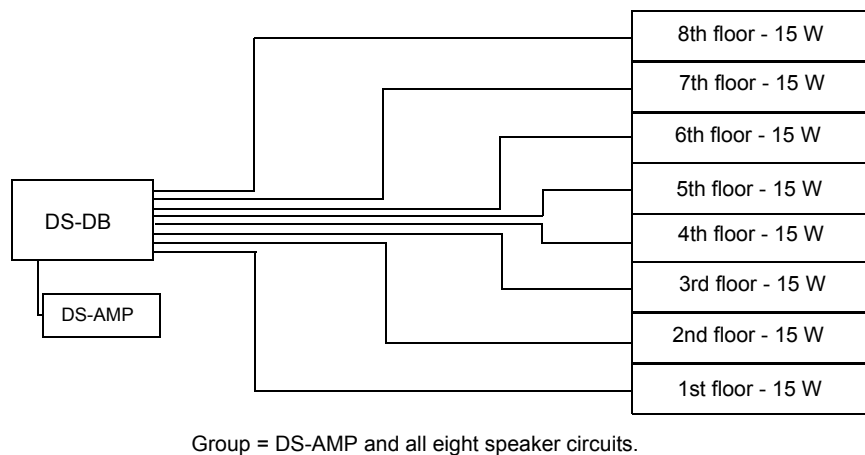 8th floor - 15 W
7th floor - 15 W
6th floor - 15 W
5th floor - 15 W
DS-DB
4th floor - 15 W
3rd floor - 15 W
DS-AMP
2nd floor - 15 W
1st floor - 15 W
Group = DS-AMP and all eight speaker circuits.